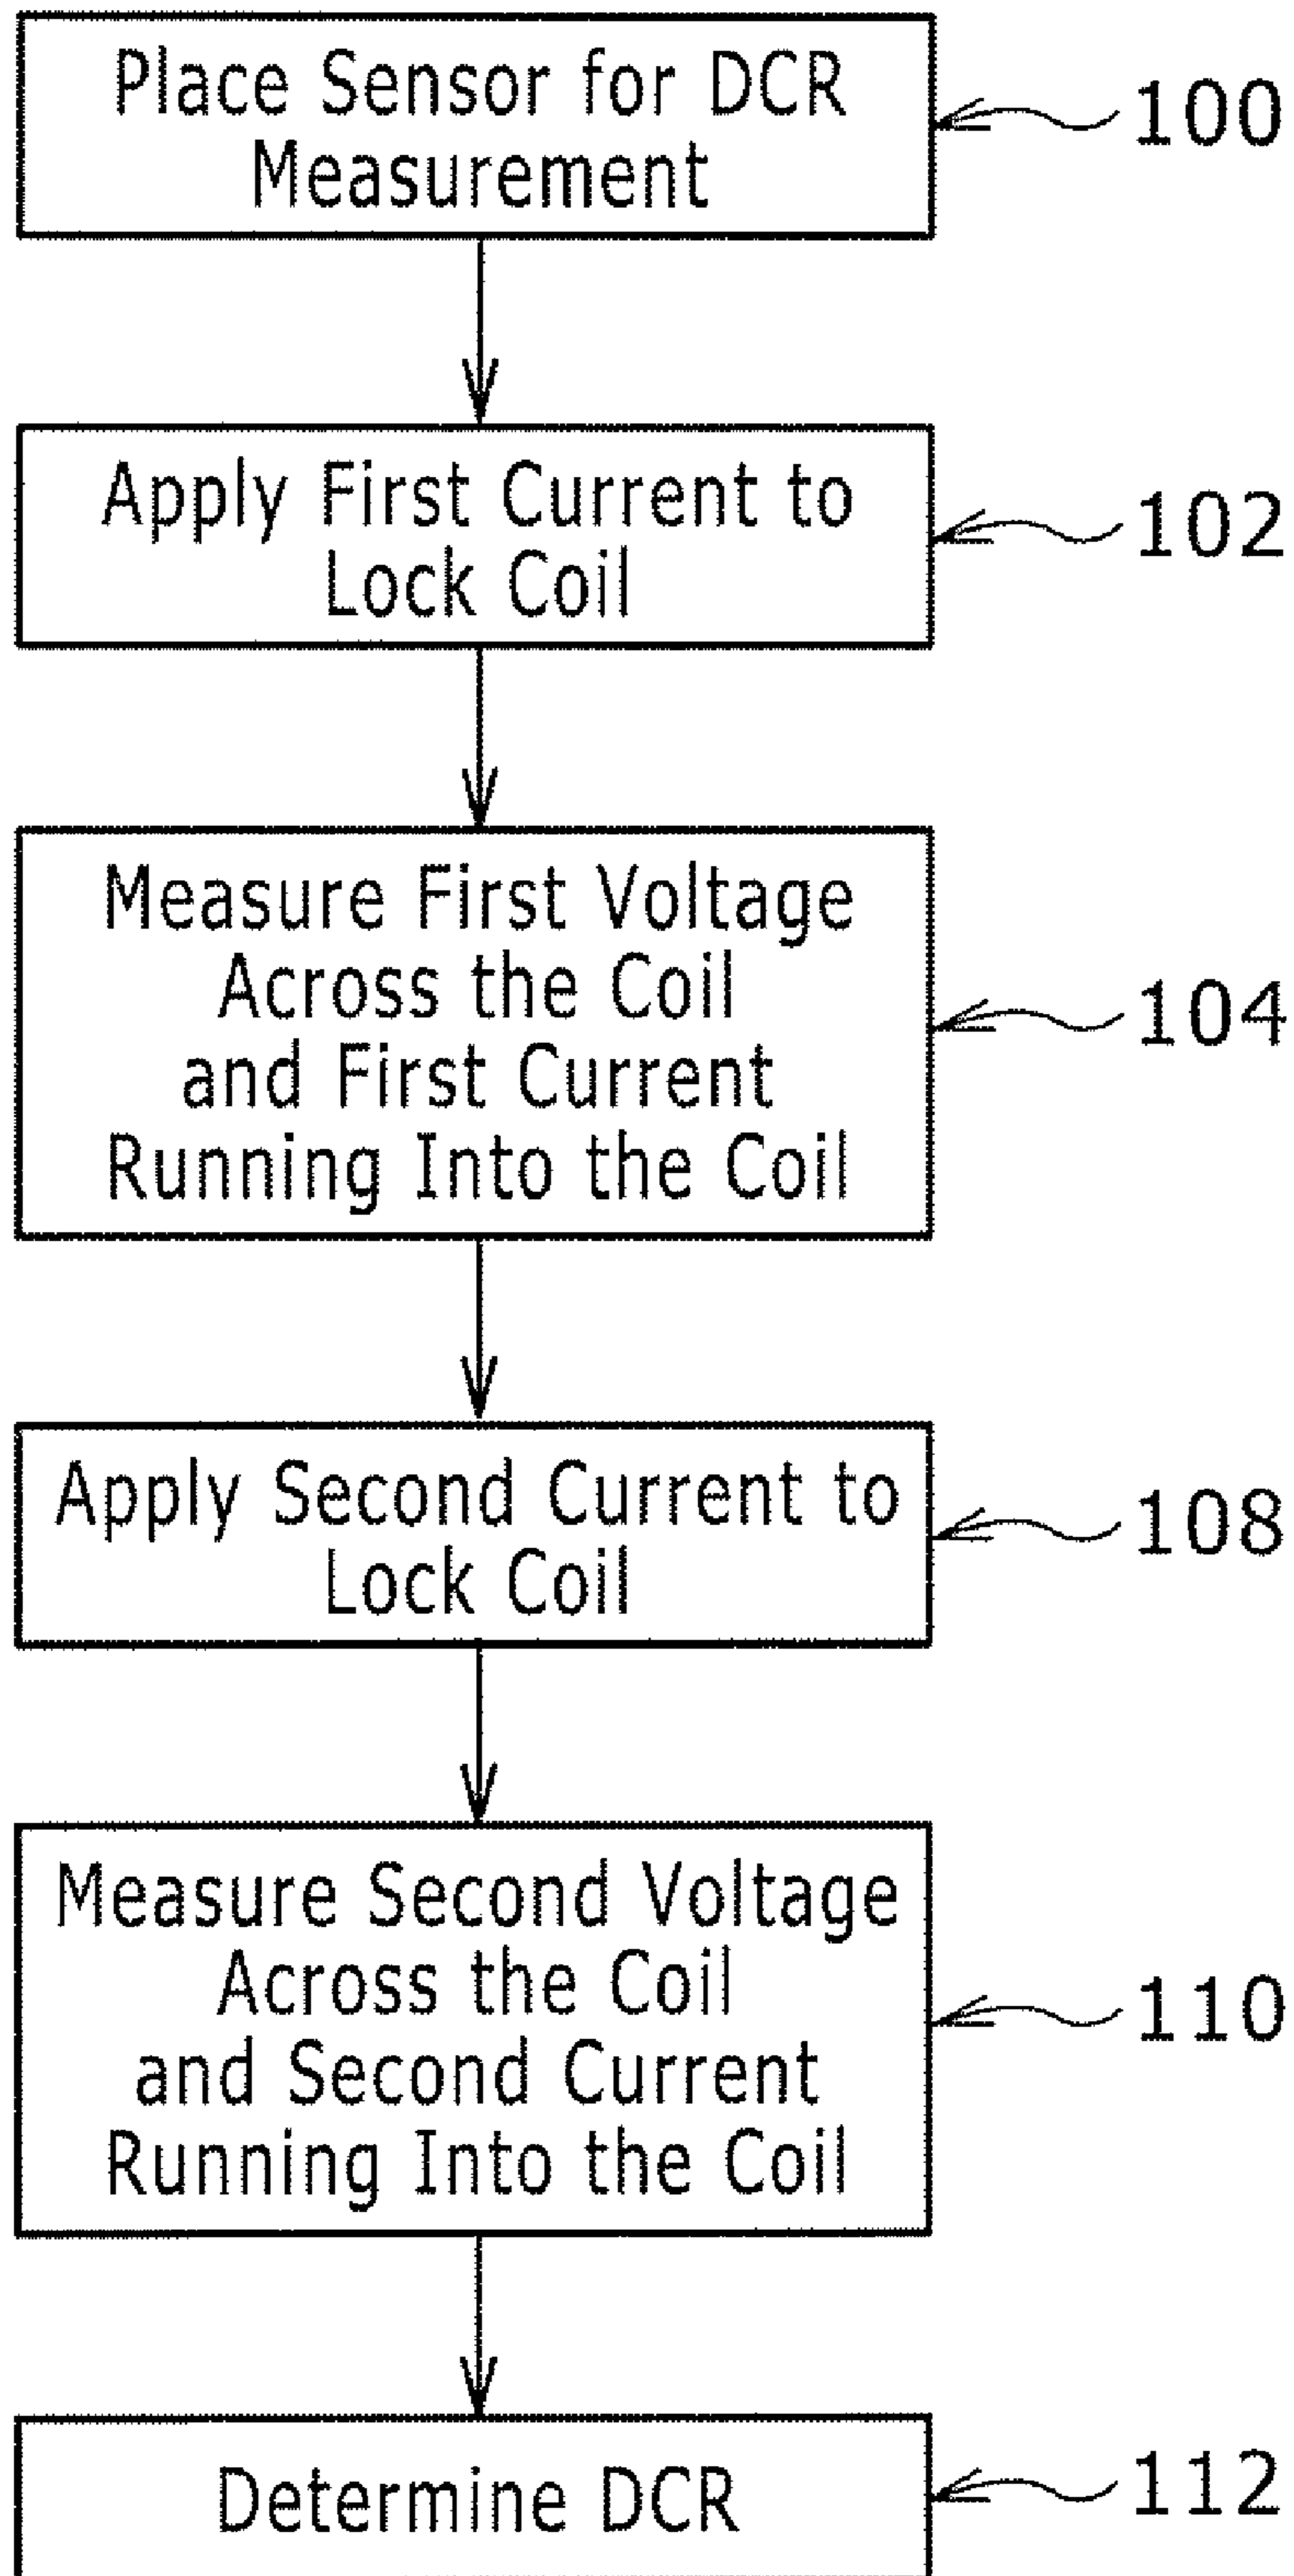 Place Sensor for DCR
Measurement
100
Apply First Current to
Lock Coil
102
Measure First Voltage
Across the Coil
and First Current
Running Into the Coil
104
Apply Second Current to
Lock Coil
108
Measure Second Voltage
Across the Coil
and Second Current
Running Into the Coil
110
Determine DCR
112